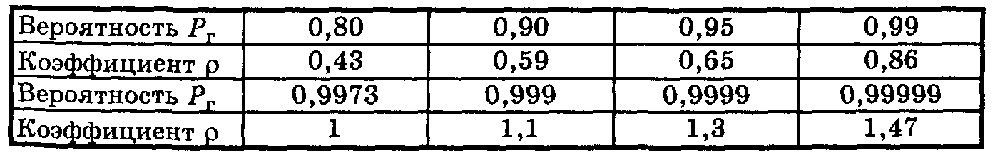 Вероятность Pг 0,80 0,90 0,95 0,99
Коэффициент ρ 0,43 0,59 0,65 0,86
Вероятность Pг 0,9973 0,999 0,9999 0,99999
Коэффициент ρ 1 1,1 1,3 1,47